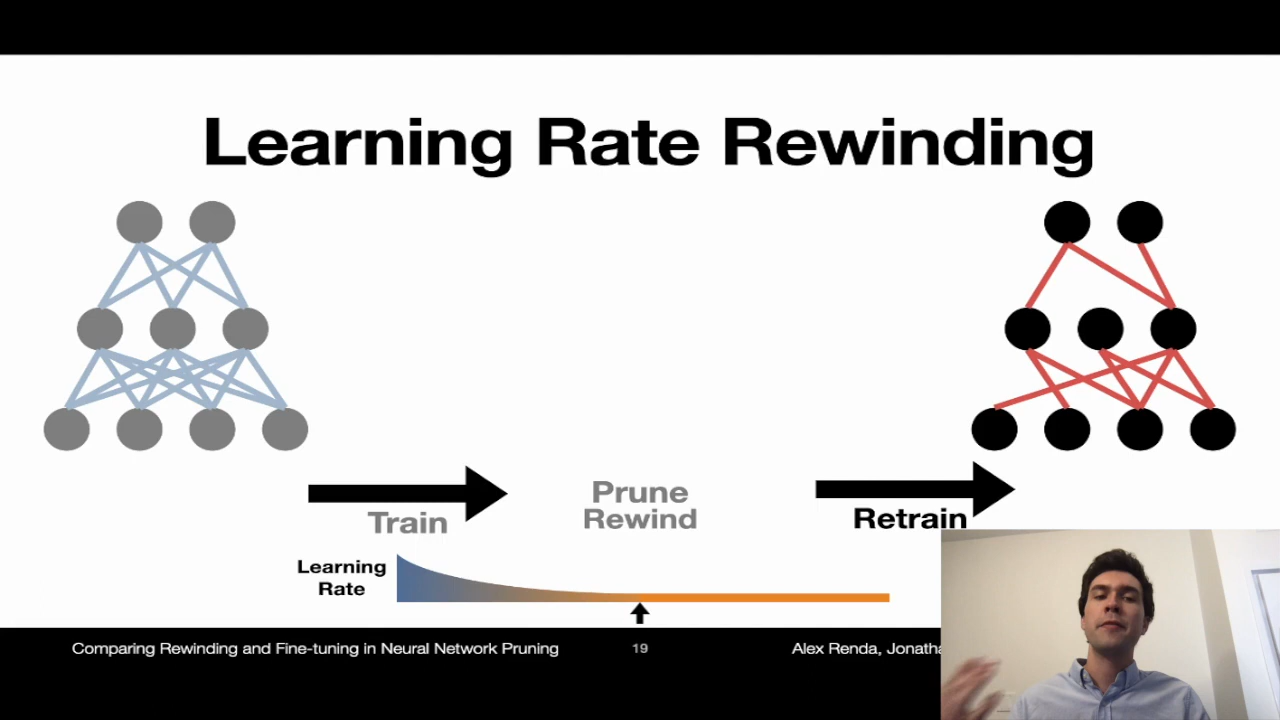 Learning Rate Rewinding
Train
Prune
Rewind
Retrain
Learning
Rate
Comparing Rewinding and Fine-tuning in Neural Network Pruning
19
Alex Renda,